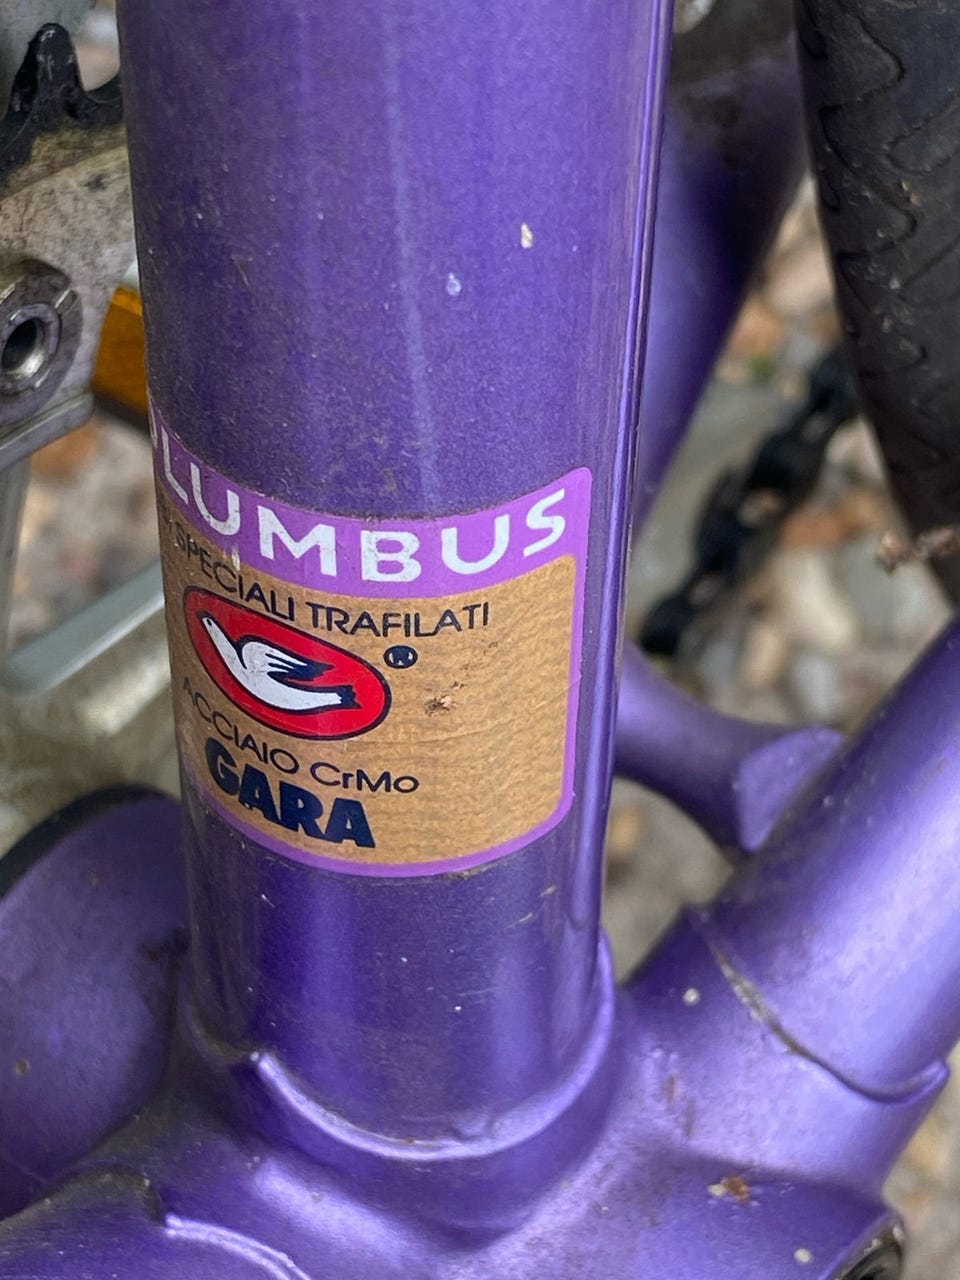 LUMBUS
SPECIALI TRAFILATI
®
ACCIAIO CrMo
GARA